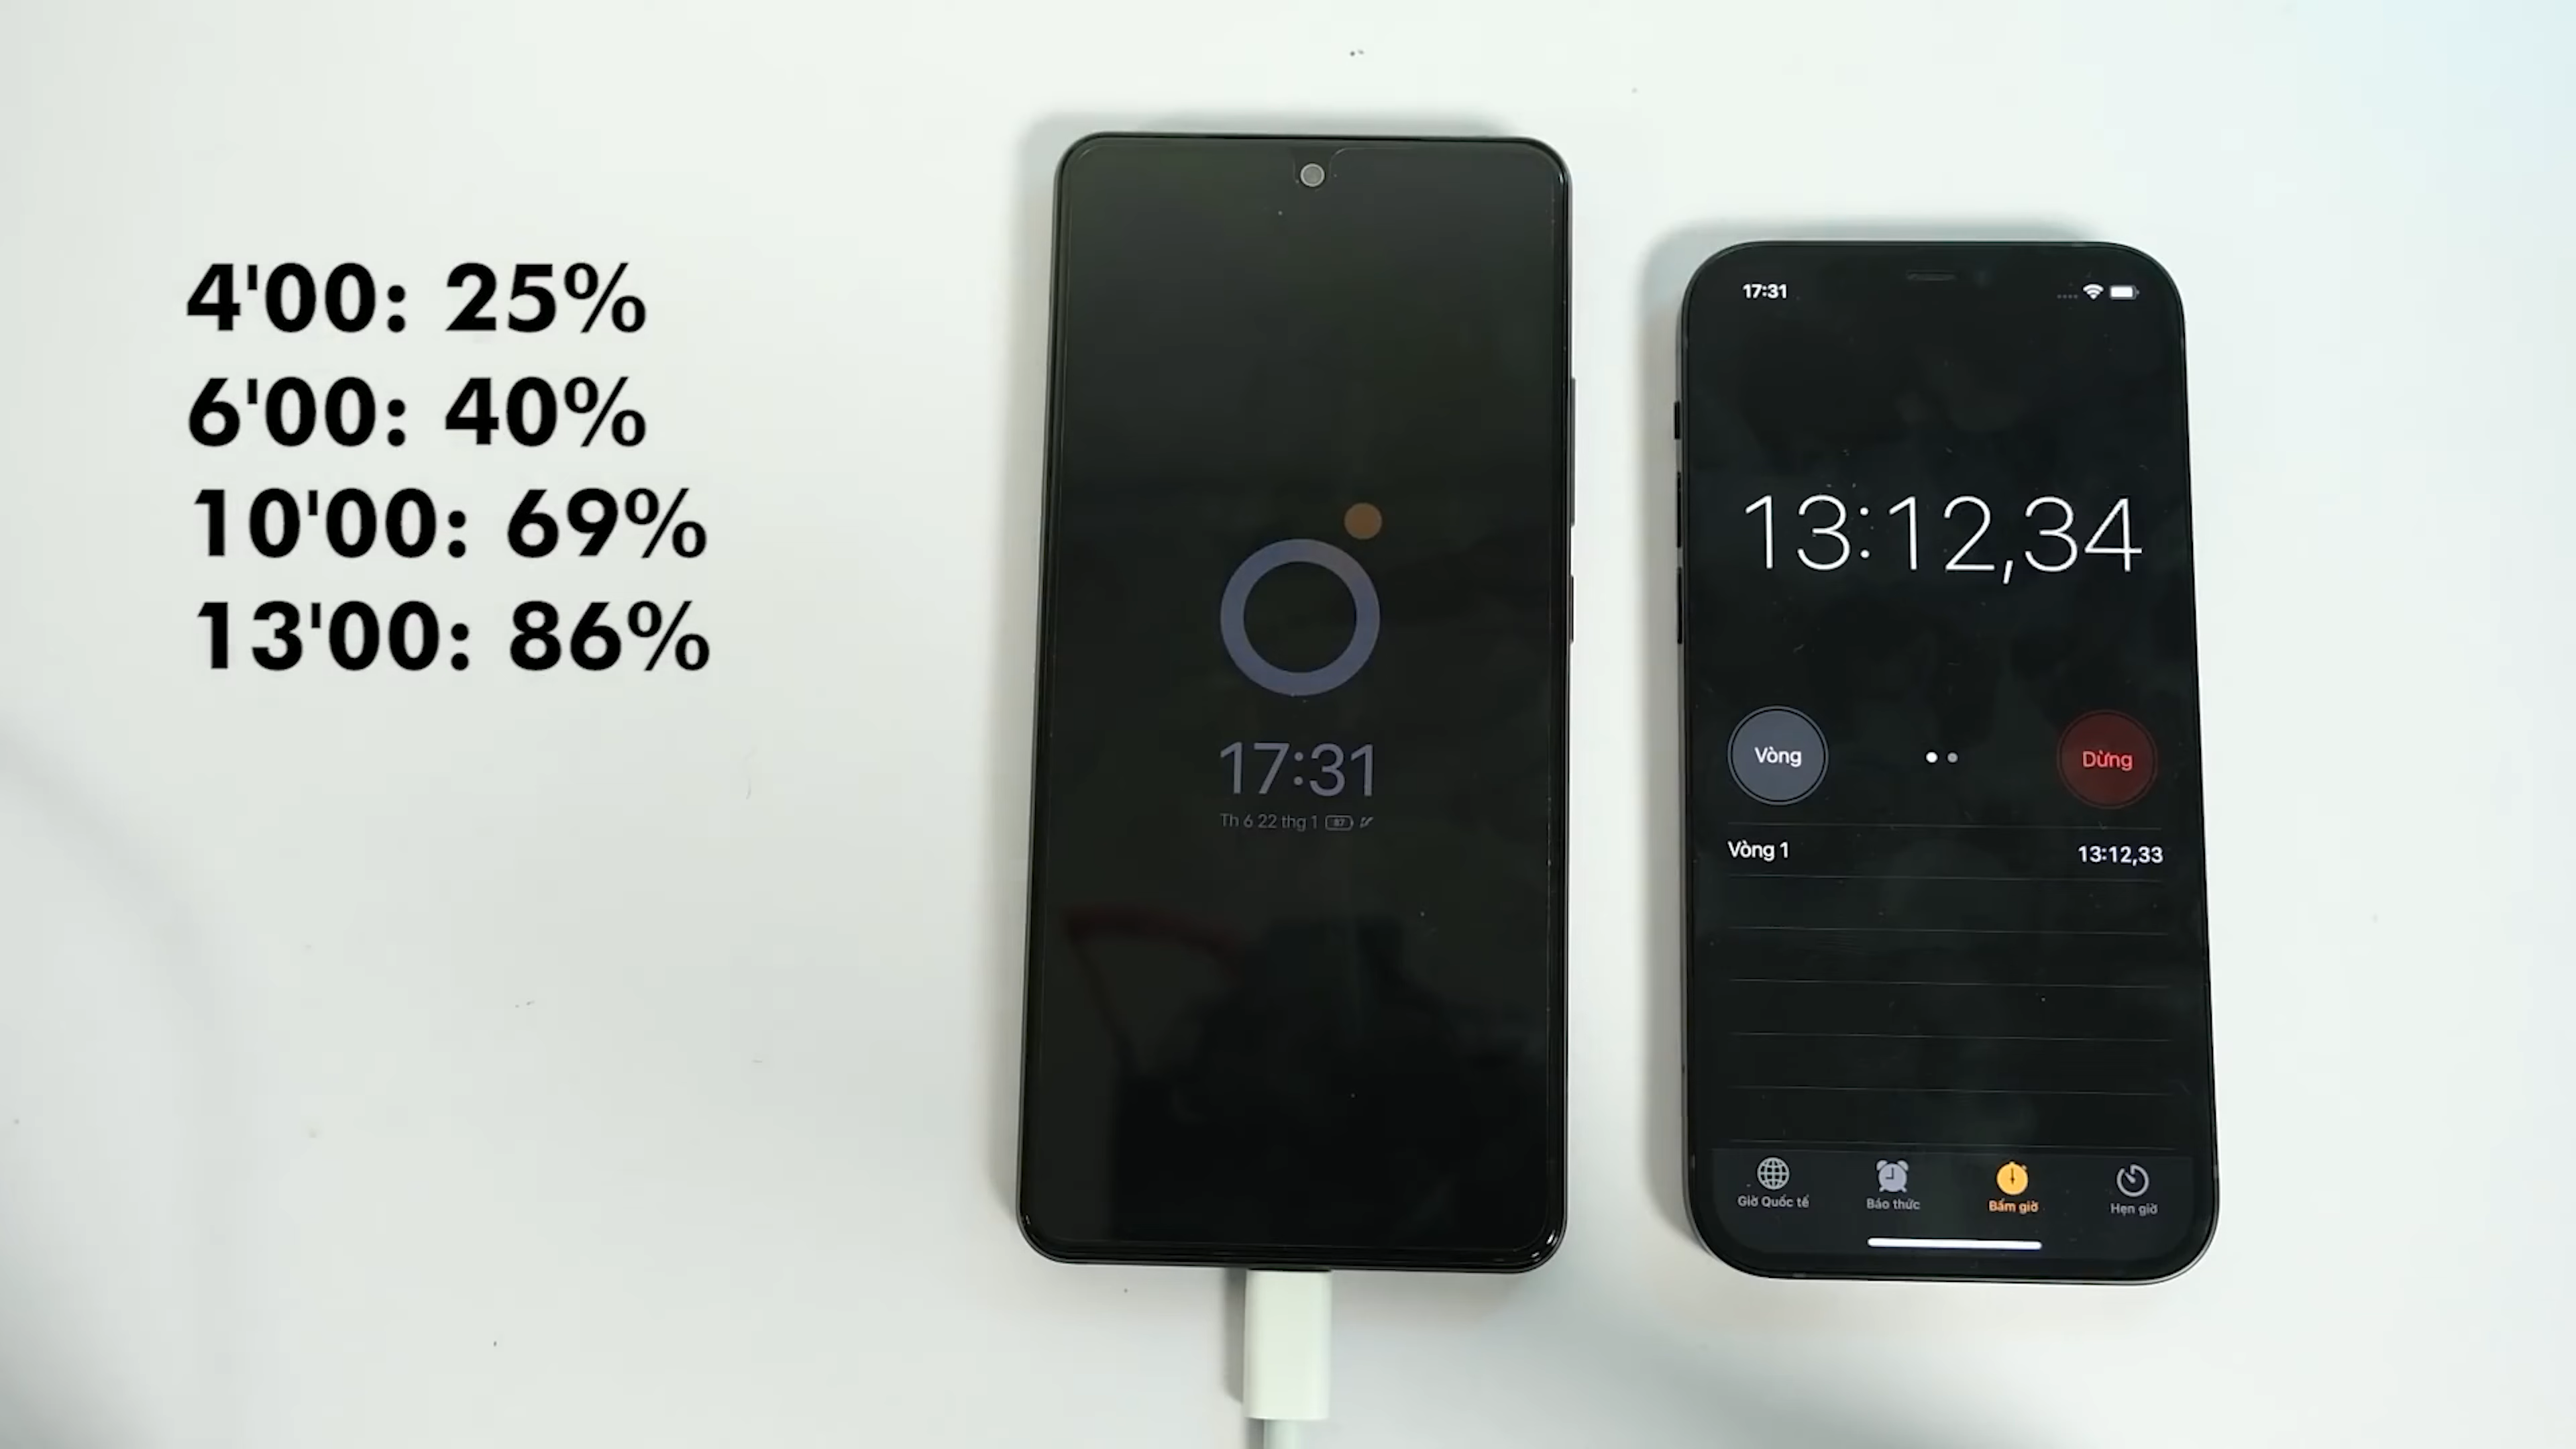 4'00: 25%
6'00: 40%
10'00: 69%
13'00: 86%
17:31
Th 6 22 thg 1 87
17:31
13:12,34
Vòng
Dừng
Vòng 1 13:12,33
Giờ Quốc tế
Báo thức
Bấm giờ
Hẹn giờ